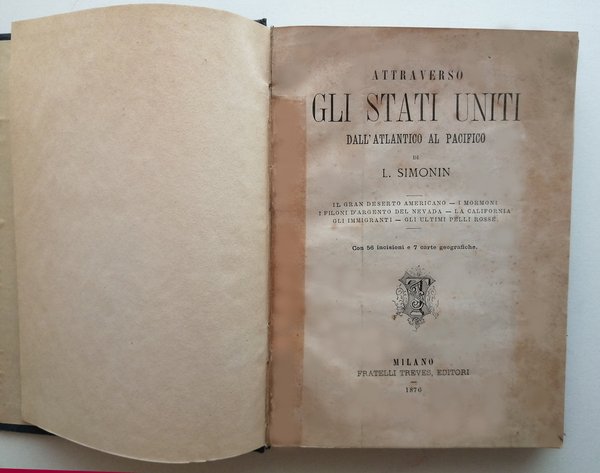 ATTRAVERSO
GLI STATI UNITI
DALL'ATLANTICO AL PACIFICO
DI
L. SIMONIN
IL GRAN DESERTO AMERICANO — I MORMONI
I FILONI D'ARGENTO DEL NEVADA — LA CALIFORNIA
GLI IMMIGRANTI — GLI ULTIMI PELLI ROSSE.
Con 56 incisioni e 7 carte geografiche.
MILANO
FRATELLI TREVES, EDITORI
1876